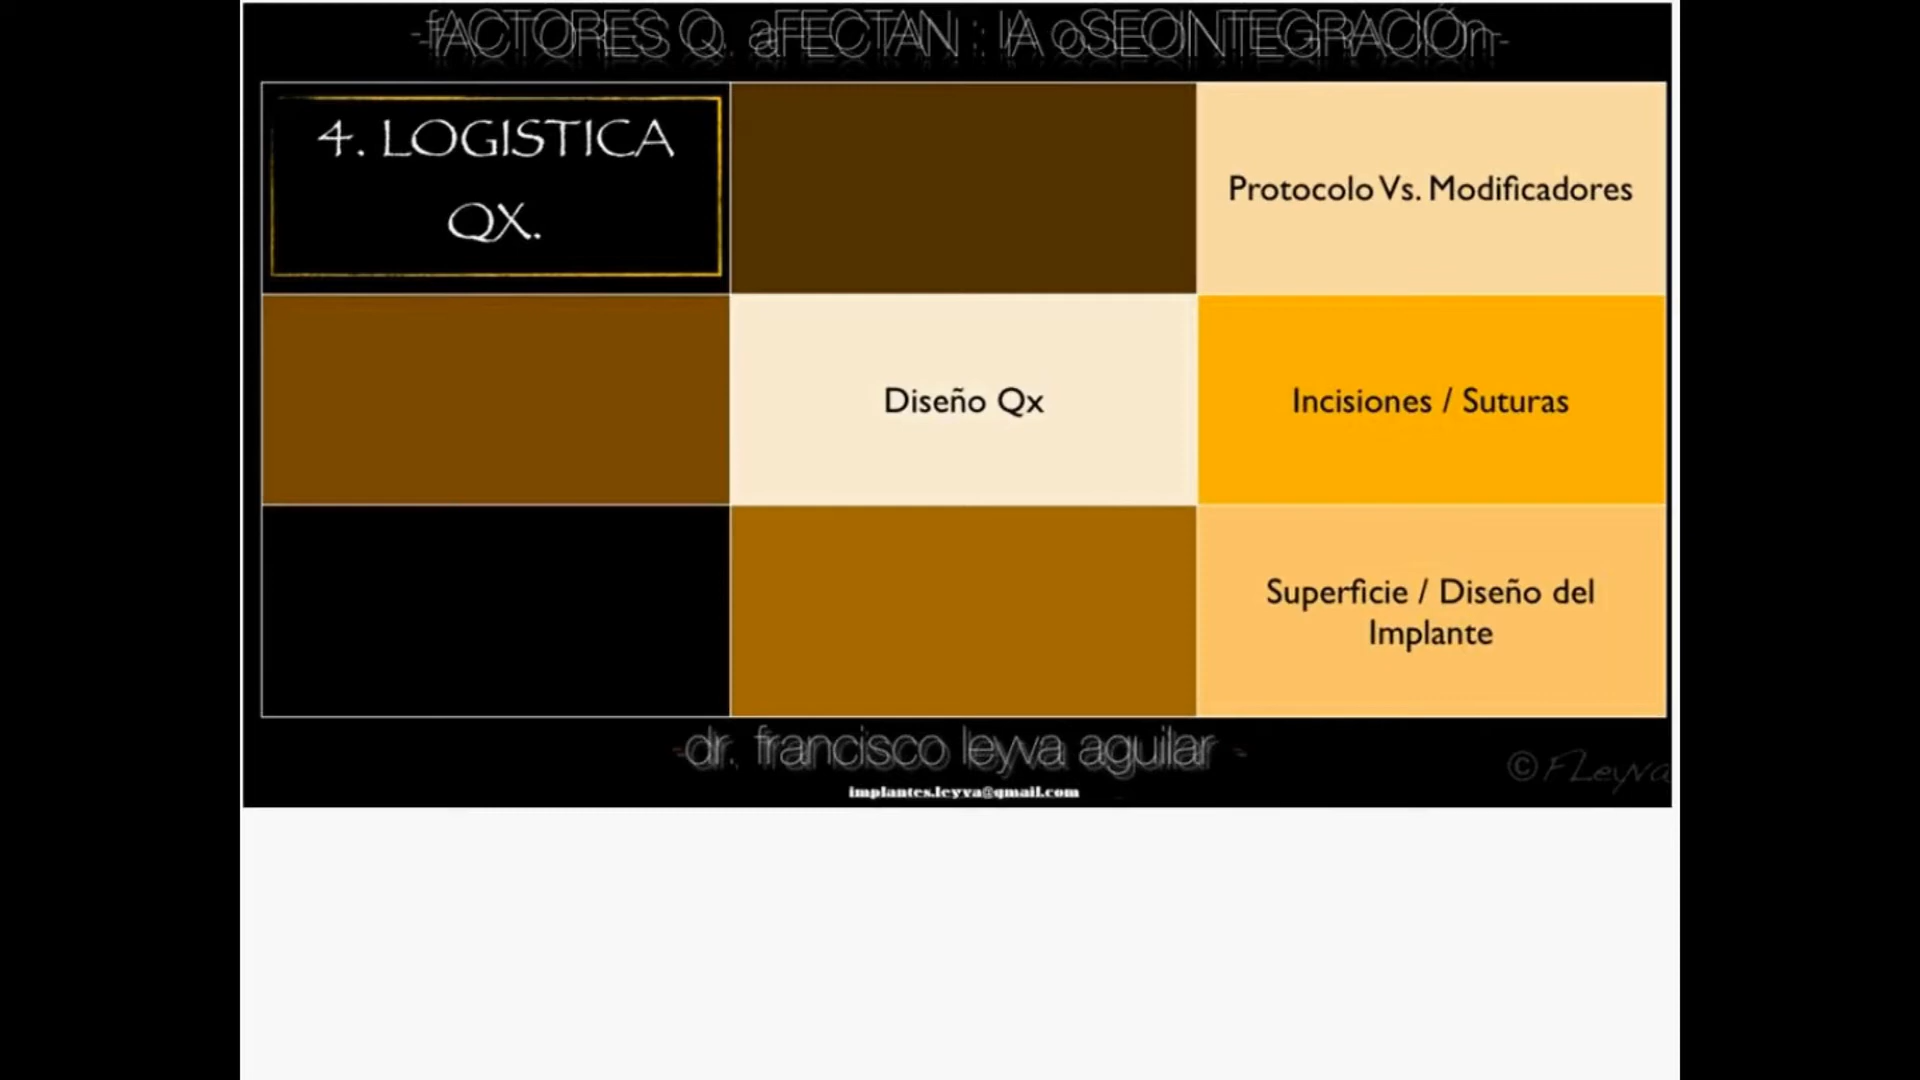 -fACTORES Q. aFECTAN : lA oSEOINTEGRACIÓn-
4. LOGISTICA
QX.
Protocolo Vs. Modificadores
Diseño Qx
Incisiones / Suturas
Superficie / Diseño del
Implante
-dr. francisco leyva aguilar -
implantes.leyva@gmail.com
©FLeyva